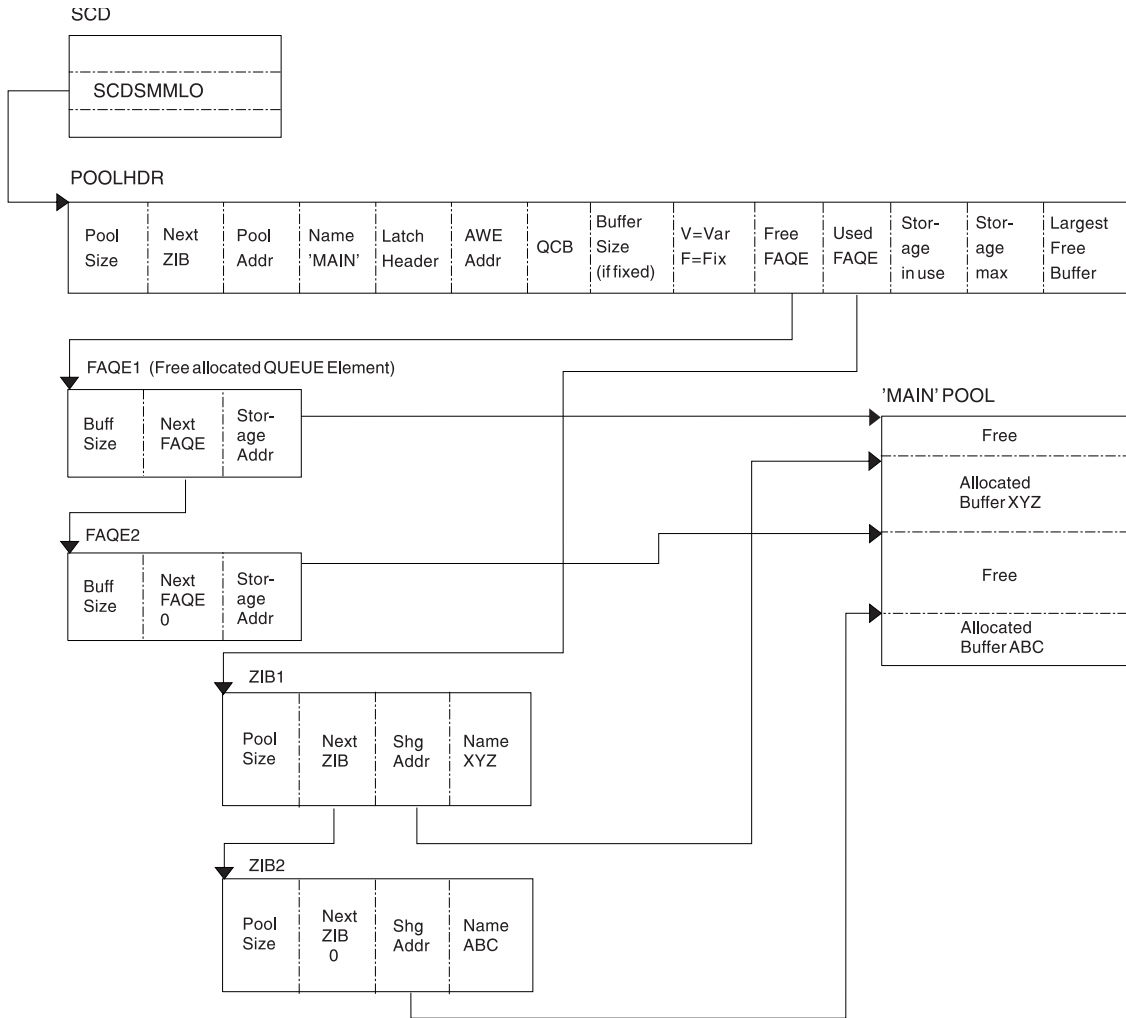 SCD
SCDSMMLO
POOLHDR
Pool
Size
Next
ZIB
Pool
Addr
Name
'MAIN'
Latch
Header
AWE
Addr
QCB
Buffer
Size
(if fixed)
V=Var
F=Fix
Free
FAQE
Used
FAQE
Stor-
age
in use
Stor-
age
max
Largest
Free
Buffer
FAQE1 (Free allocated QUEUE Element)
Buff
Size
Next
FAQE
Stor-
age
Addr
'MAIN' POOL
Free
Allocated
Buffer XYZ
Free
Allocated
Buffer ABC
FAQE2
Buff
Size
Next
FAQE
0
Stor-
age
Addr
ZIB1
Pool
Size
Next
ZIB
Shg
Addr
Name
XYZ
ZIB2
Pool
Size
Next
ZIB
0
Shg
Addr
Name
ABC